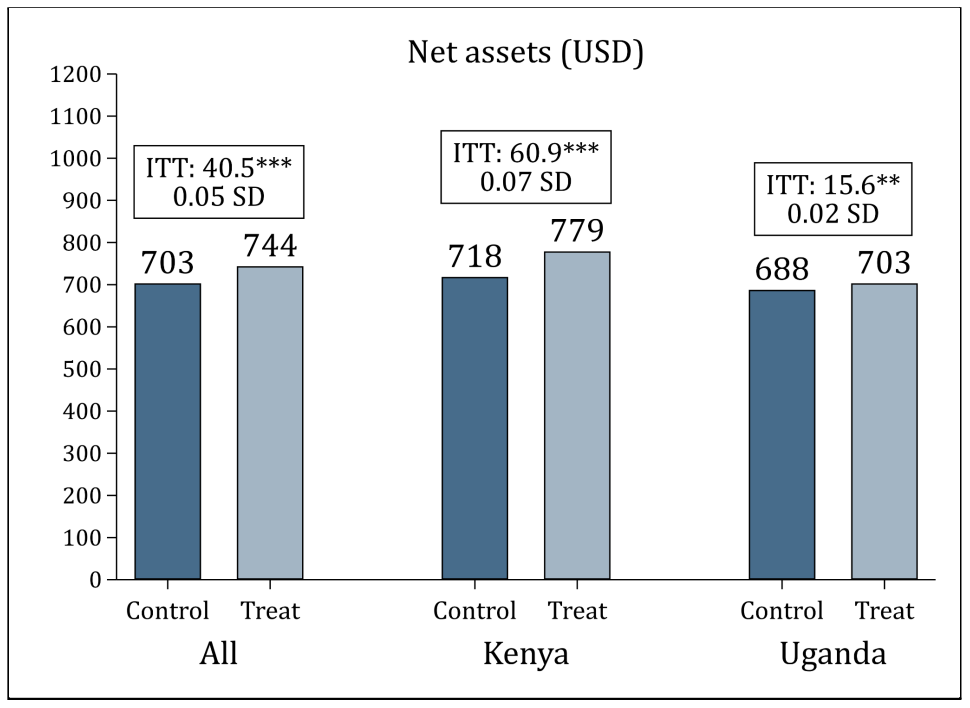 Net assets (USD)
1200
1100
1000
900
800
700
600
500
400
300
200
100
0
ITT: 40.5***
0.05 SD
703
744
ITT: 60.9***
0.07 SD
718
779
ITT: 15.6**
0.02 SD
688
703
Control Treat Control Treat Control Treat
All Kenya Uganda